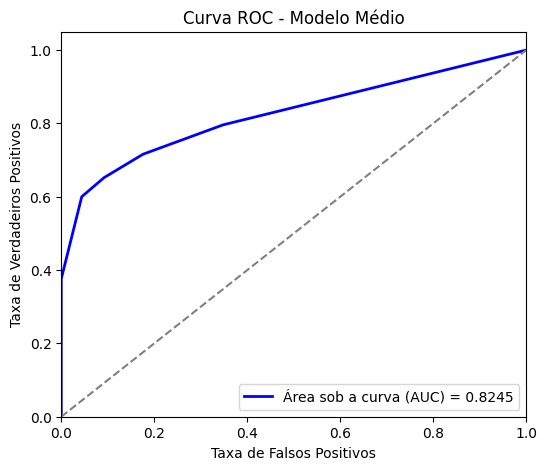 Curva ROC - Modelo Médio
Taxa de Verdadeiros Positivos
1.0
0.8
0.6
0.4
0.2
0.0
Área sob a curva (AUC) = 0.8245
0.0 0.2 0.4 0.6 0.8 1.0
Taxa de Falsos Positivos